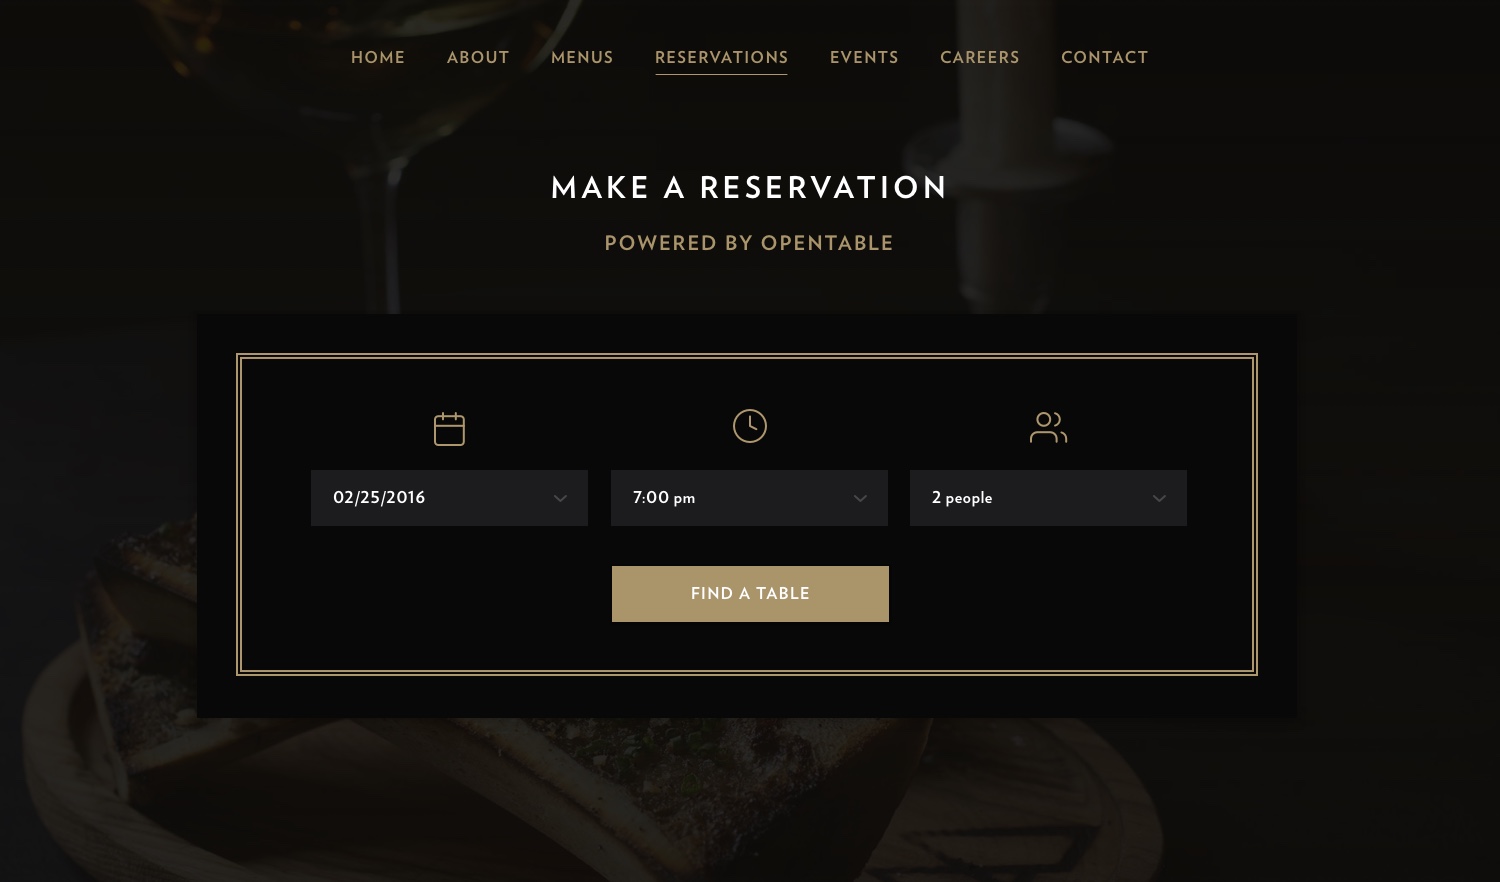 HOME ABOUT MENUS RESERVATIONS EVENTS CAREERS CONTACT
MAKE A RESERVATION
POWERED BY OPENTABLE
02/25/2016 7:00 pm 2 people
FIND A TABLE